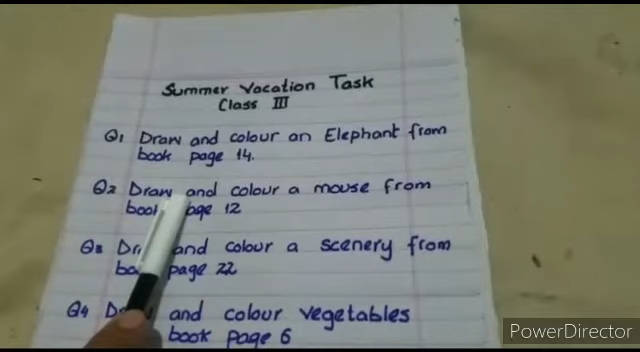 Summer Vacation Task
Class III
Q1 Draw and colour an Elephant from
book page 14.
Q2 Draw and colour a mouse from
page 12
Q3 and colour a scenery from
page 22
Q4 and colour vegetables
book page 6
PowerDirector